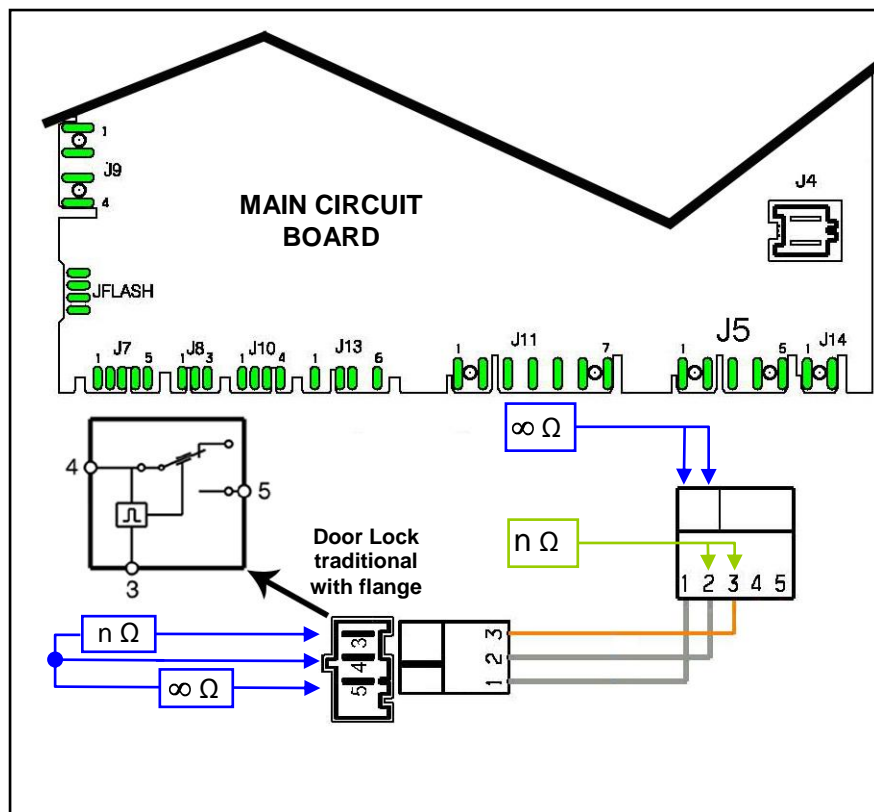 1
J9
4
MAIN CIRCUIT
BOARD
J4
JFLASH
J7
1 5
J8
1 3
J10
1 4
J13
1 6
J11
1 7
J5
1 5
J14
1
∞ Ω
4
5
3
Door Lock
traditional
with flange
n Ω
1 2 3 4 5
n Ω
∞ Ω
3
4
5
3
2
1